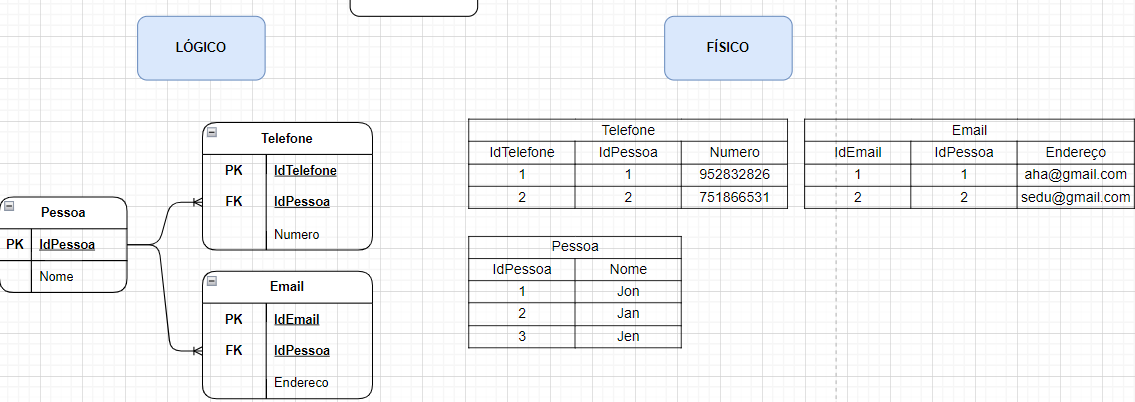 LÓGICO
FÍSICO
Telefone
PK IdTelefone
FK IdPessoa
Numero
Pessoa
PK IdPessoa
Nome
Email
PK IdEmail
FK IdPessoa
Endereco
Telefone
IdTelefone IdPessoa Numero
1 1 952832826
2 2 751866531
Email
IdEmail IdPessoa Endereço
1 1 aha@gmail.com
2 2 sedu@gmail.com
Pessoa
IdPessoa Nome
1 Jon
2 Jan
3 Jen